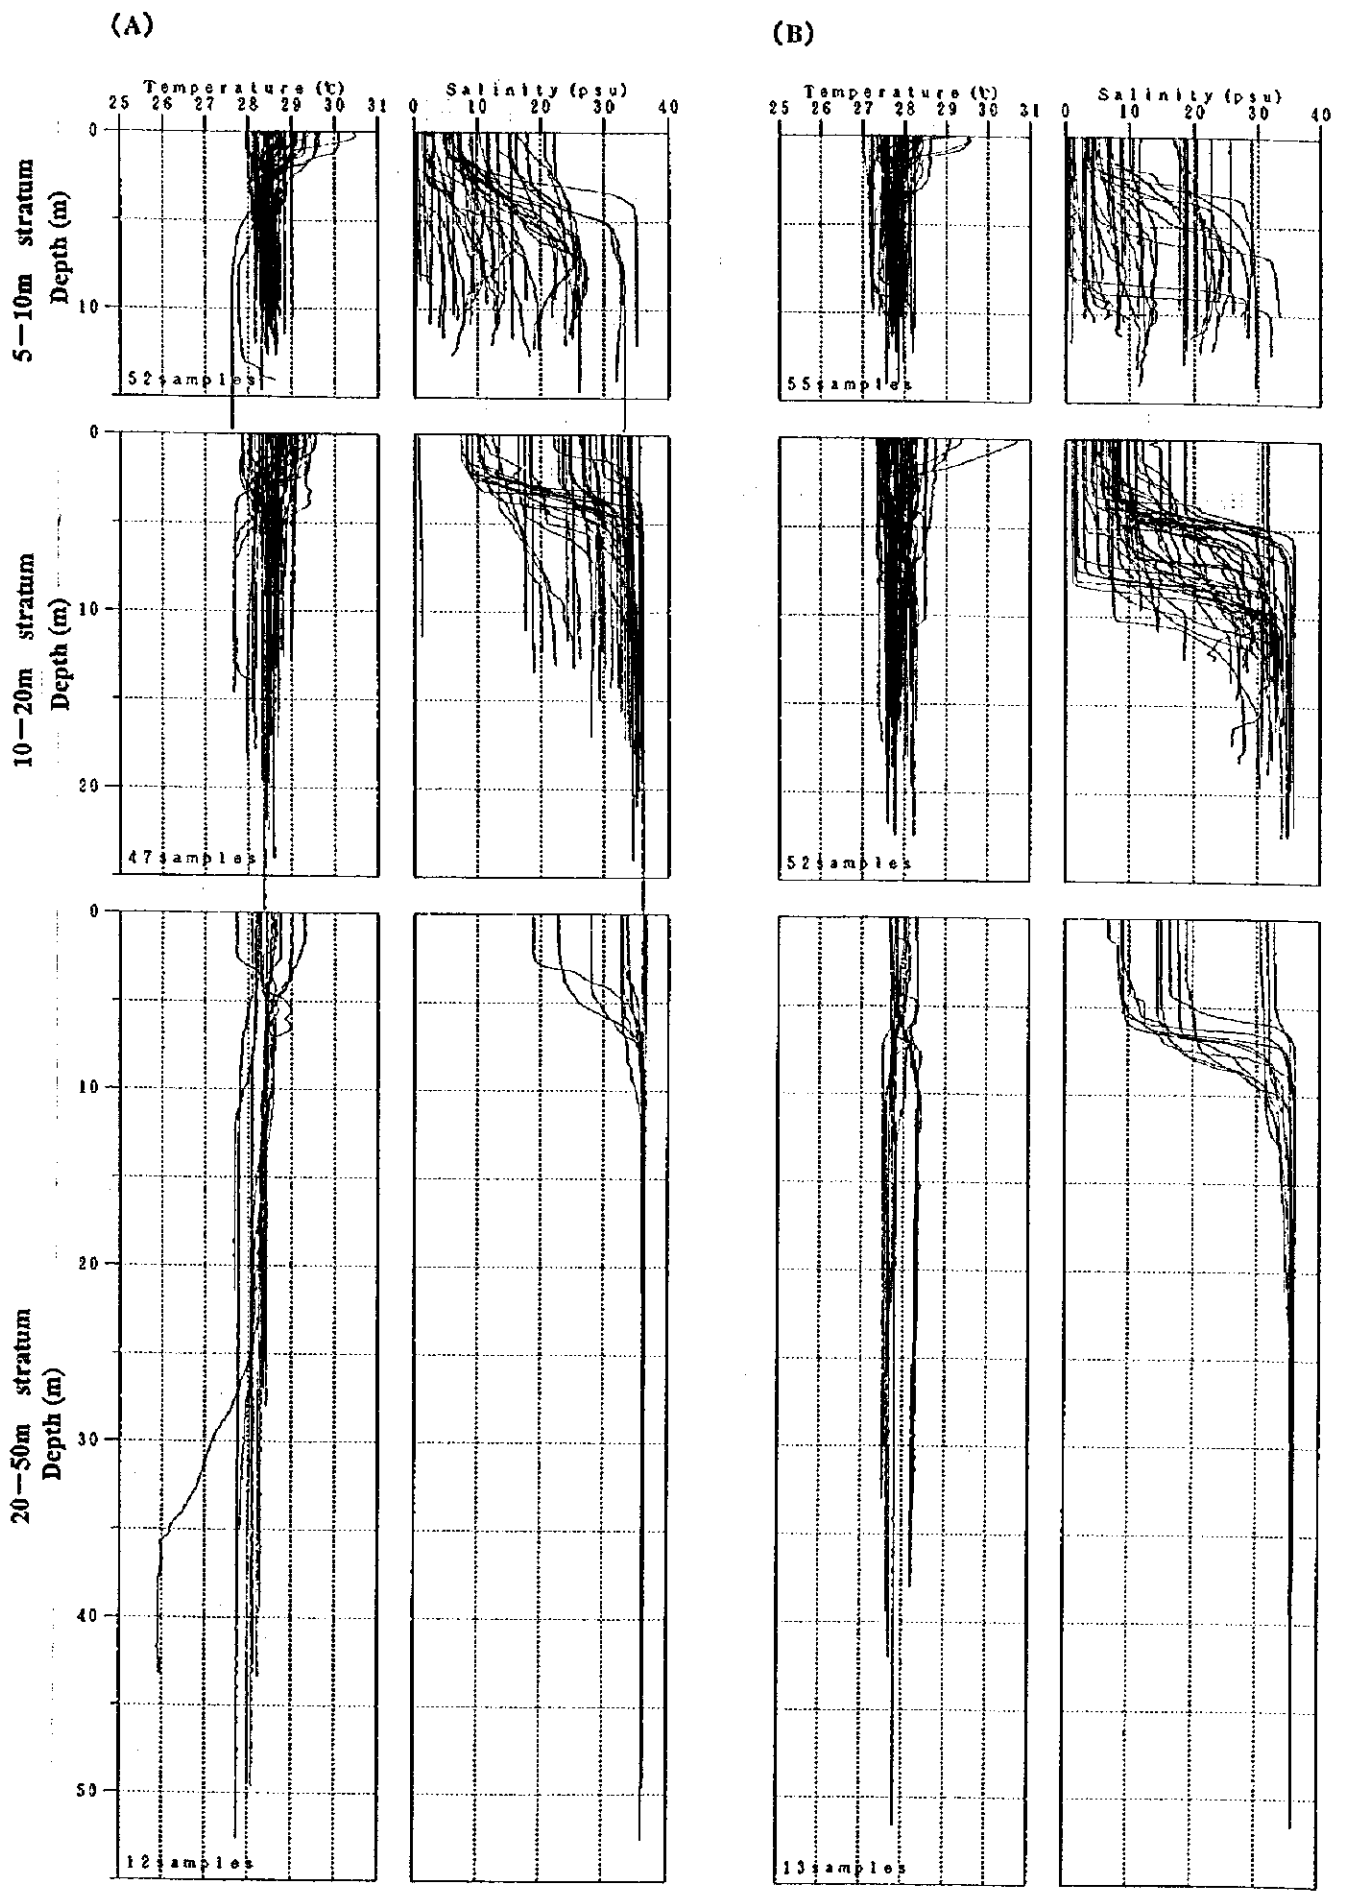 (A)
(B)
Temperature (℃)
25 26 27 28 29 30 31
Salinity (psu)
0 10 20 30 40
Temperature (℃)
25 26 27 28 29 30 31
Salinity (psu)
0 10 20 30 40
5—10m stratum
Depth (m)
0
10
52samples
55samples
10—20m stratum
Depth (m)
0
10
20
47samples
52samples
20—50m stratum
Depth (m)
0
10
20
30
40
50
12samples
13samples